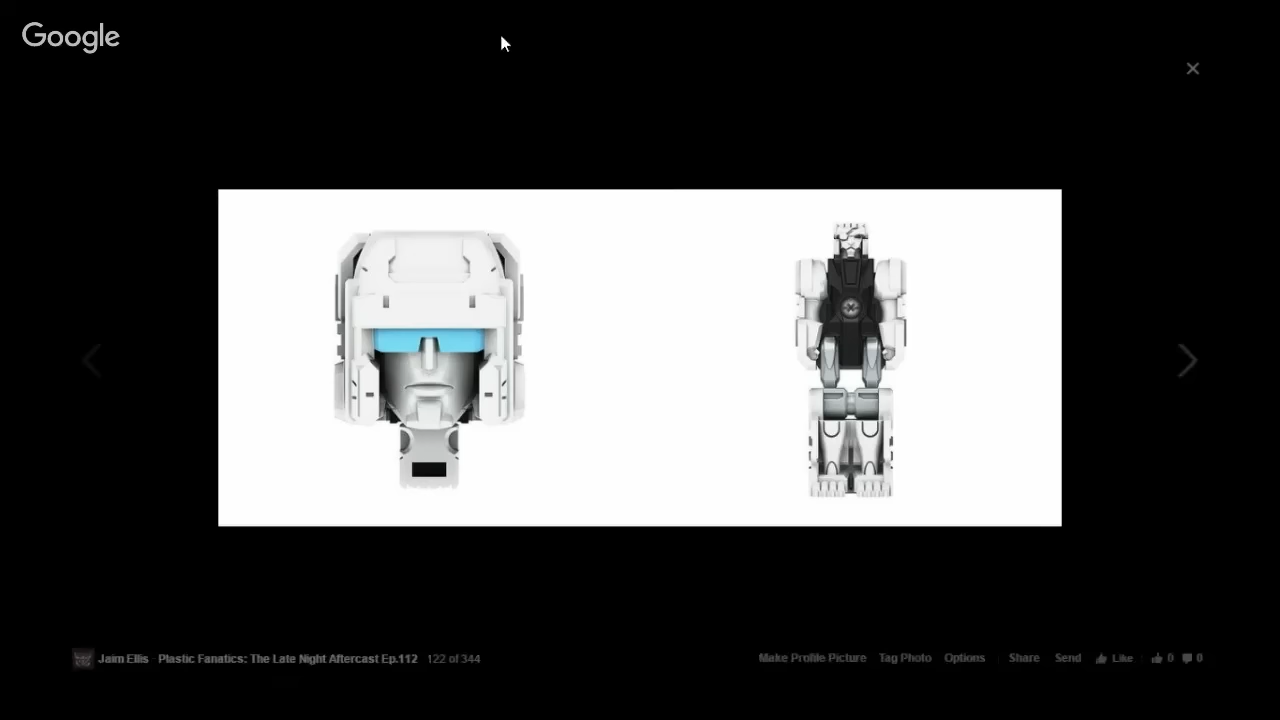 Google
Jaim Ellis · Plastic Fanatics: The Late Night Aftercast Ep.112 122 of 344
Make Profile Picture Tag Photo Options Share Send Like 0 0